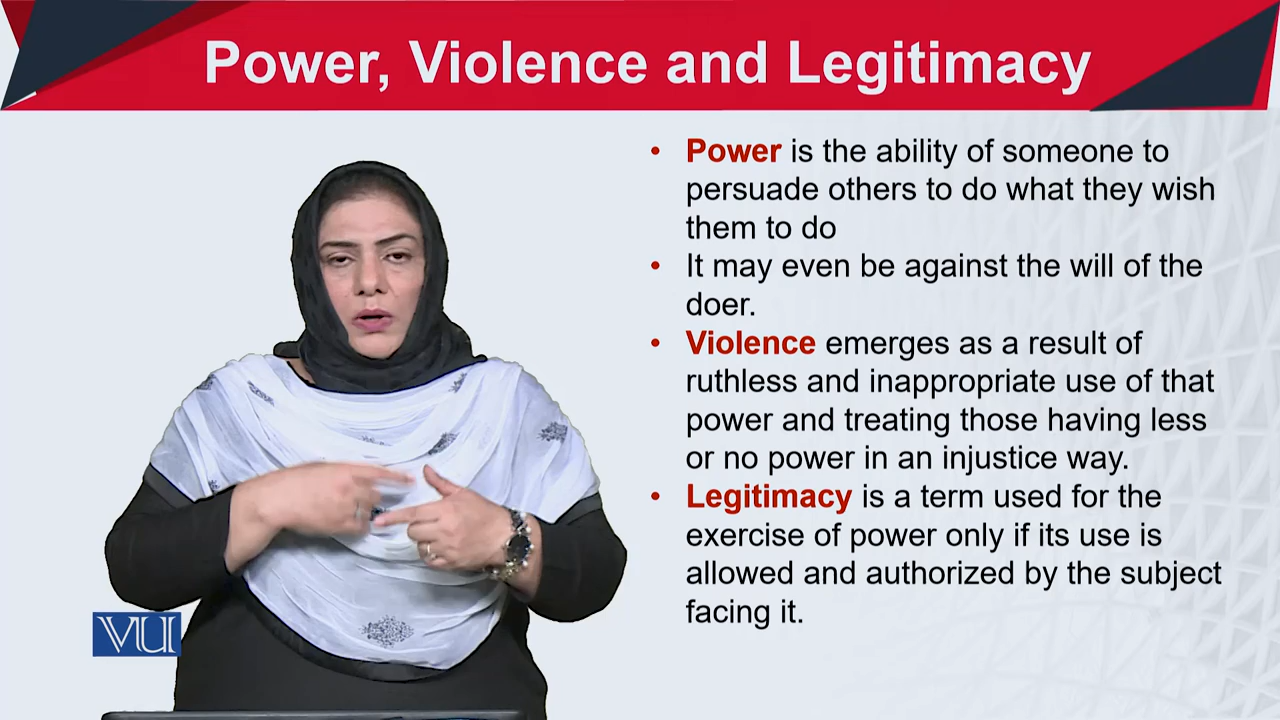 Power, Violence and Legitimacy
• Power is the ability of someone to
persuade others to do what they wish
them to do
• It may even be against the will of the
doer.
• Violence emerges as a result of
ruthless and inappropriate use of that
power and treating those having less
or no power in an injustice way.
• Legitimacy is a term used for the
exercise of power only if its use is
allowed and authorized by the subject
facing it.
VU